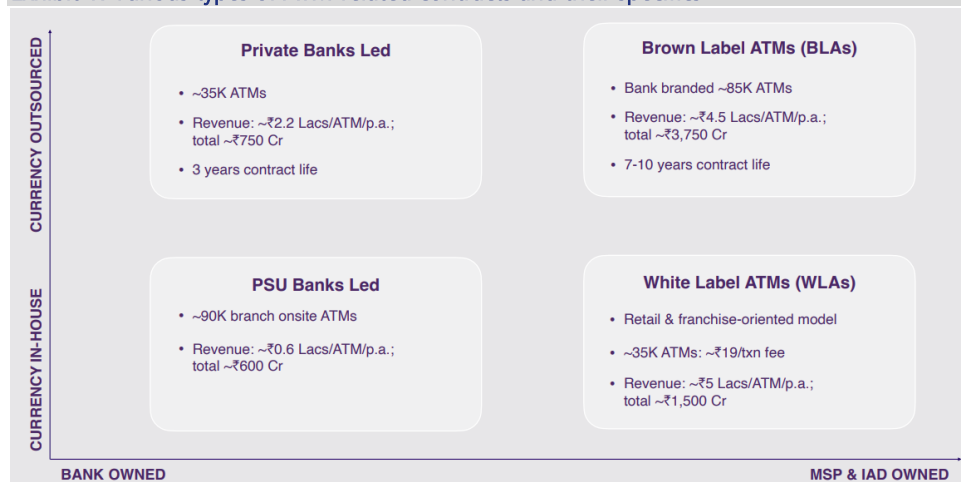 CURRENCY OUTSOURCED
Private Banks Led
• ~35K ATMs
• Revenue: ~₹2.2 Lacs/ATM/p.a.;
total ~₹750 Cr
• 3 years contract life
Brown Label ATMs (BLAs)
• Bank branded ~85K ATMs
• Revenue: ~₹4.5 Lacs/ATM/p.a.;
total ~₹3,750 Cr
• 7-10 years contract life
CURRENCY IN-HOUSE
PSU Banks Led
• ~90K branch onsite ATMs
• Revenue: ~₹0.6 Lacs/ATM/p.a.;
total ~₹600 Cr
White Label ATMs (WLAs)
• Retail & franchise-oriented model
• ~35K ATMs: ~₹19/txn fee
• Revenue: ~₹5 Lacs/ATM/p.a.;
total ~₹1,500 Cr
BANK OWNED
MSP & IAD OWNED